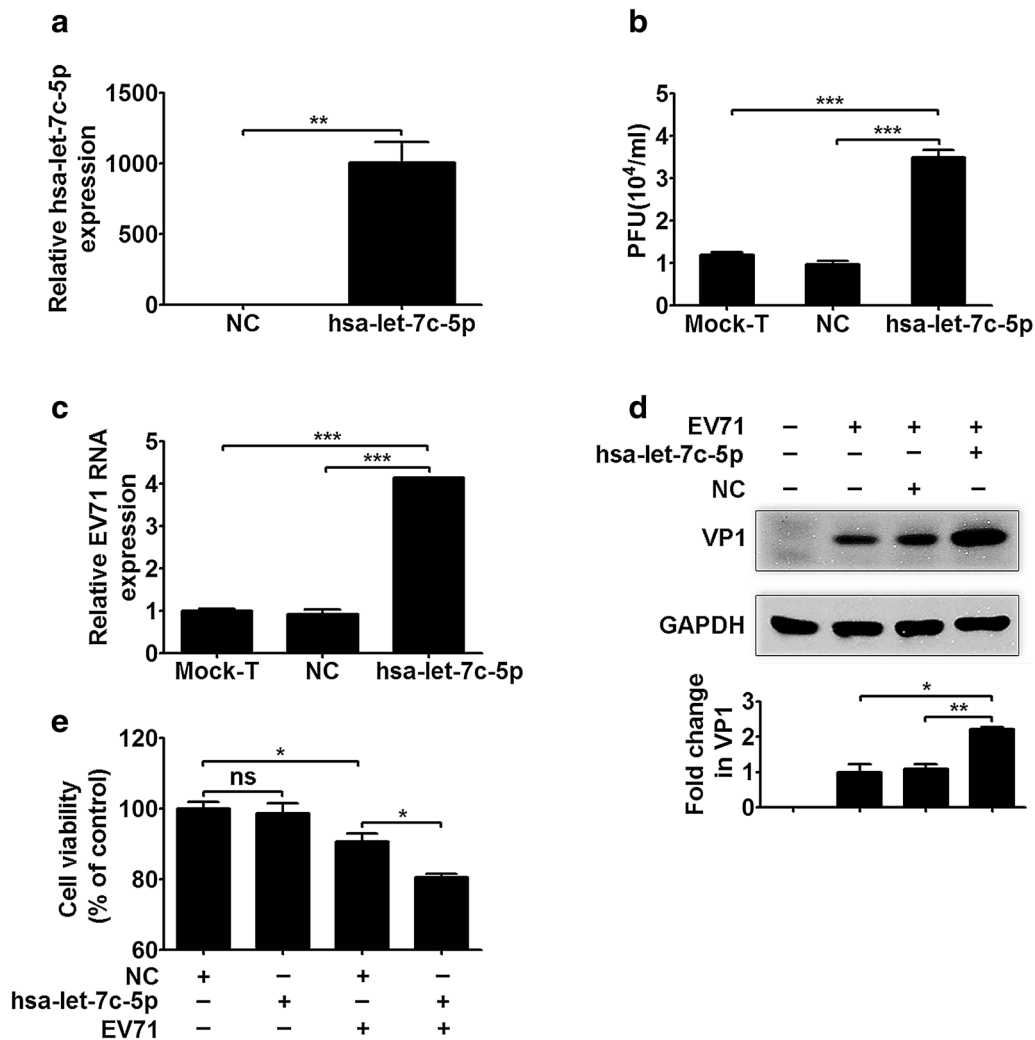 a
Relative hsa-let-7c-5p
expression
1500
1000
500
0
**
NC hsa-let-7c-5p
b
PFU(10⁴/ml)
5
4
3
2
1
0
***
***
Mock-T NC hsa-let-7c-5p
c
Relative EV71 RNA
expression
5
4
3
2
1
0
***
***
Mock-T NC hsa-let-7c-5p
d
EV71 – + + +
hsa-let-7c-5p – – – +
NC – – + –
VP1
GAPDH
Fold change
in VP1
3
2
1
0
*
**
e
Cell viability
(% of control)
120
100
80
60
*
ns
*
NC + – + –
hsa-let-7c-5p – + – +
EV71 – – + +